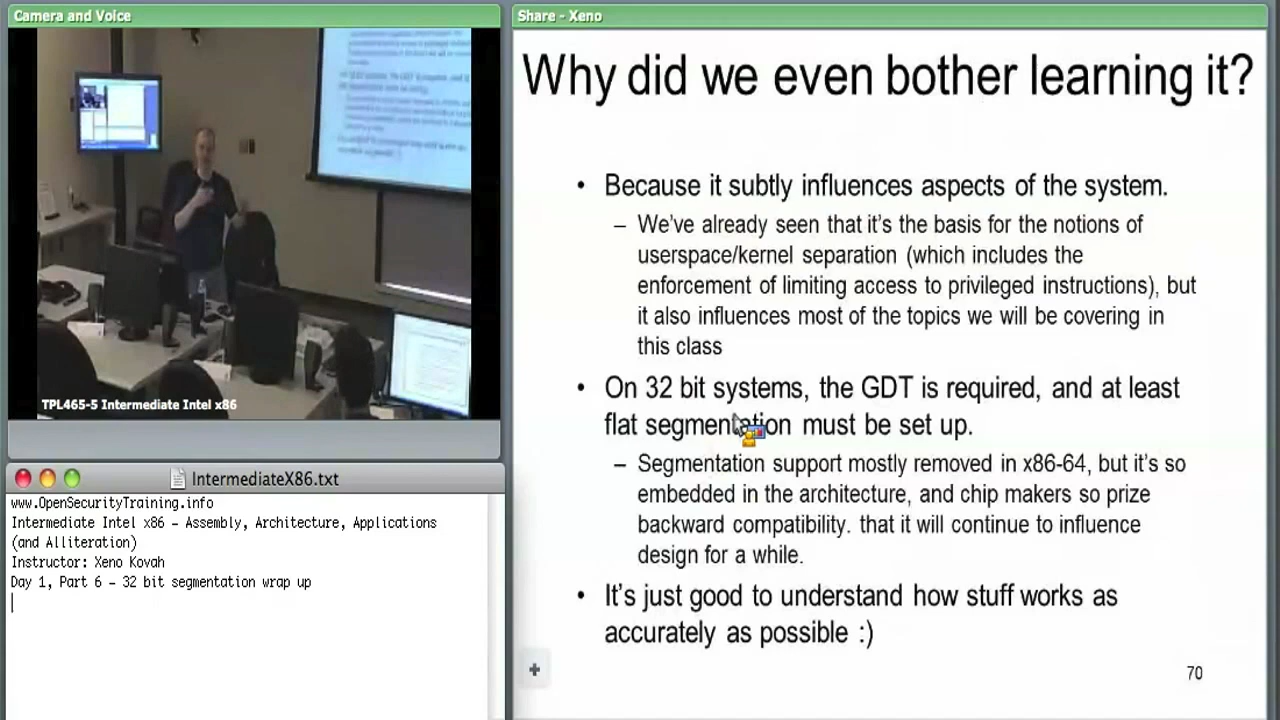 Camera and Voice
TPL465-5 Intermediate Intel x86
IntermediateX86.txt
www.OpenSecurityTraining.info
Intermediate Intel x86 – Assembly, Architecture, Applications
(and Alliteration)
Instructor: Xeno Kovah
Day 1, Part 6 – 32 bit segmentation wrap up
Share - Xeno
Why did we even bother learning it?
• Because it subtly influences aspects of the system.
– We've already seen that it's the basis for the notions of
userspace/kernel separation (which includes the
enforcement of limiting access to privileged instructions), but
it also influences most of the topics we will be covering in
this class
• On 32 bit systems, the GDT is required, and at least
flat segmentation must be set up.
– Segmentation support mostly removed in x86-64, but it's so
embedded in the architecture, and chip makers so prize
backward compatibility. that it will continue to influence
design for a while.
• It's just good to understand how stuff works as
accurately as possible :)
70